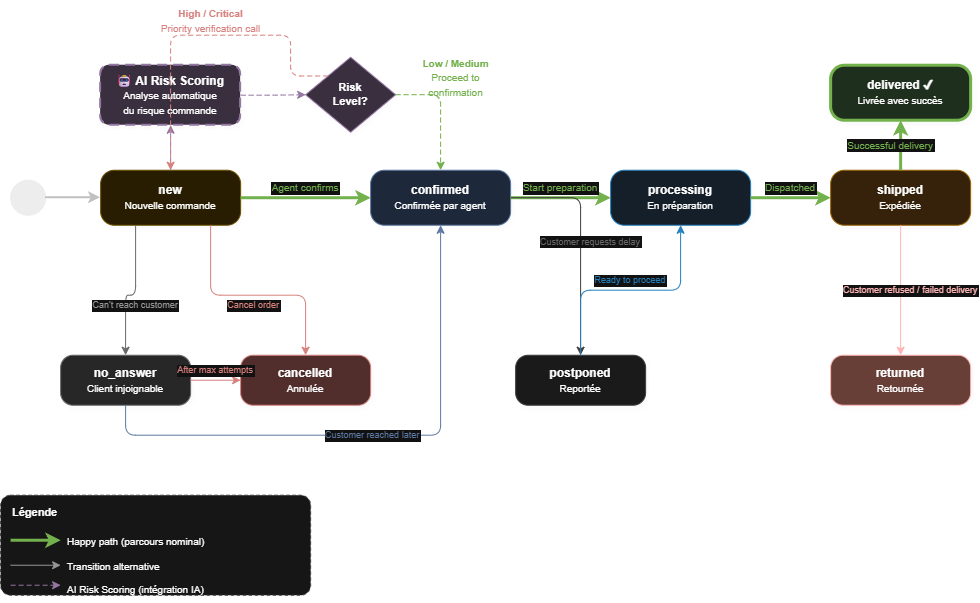 High / Critical
Priority verification call
AI Risk Scoring
Analyse automatique
du risque commande
Risk
Level?
Low / Medium
Proceed to
confirmation
delivered ✓
Livrée avec succès
Successful delivery
new
Nouvelle commande
Agent confirms
confirmed
Confirmée par agent
Start preparation
processing
En préparation
Dispatched
shipped
Expédiée
Customer requests delay
Ready to proceed
Can't reach customer
Cancel order
Customer refused / failed delivery
no_answer
Client injoignable
After max attempts
cancelled
Annulée
postponed
Reportée
returned
Retournée
Customer reached later
Légende
Happy path (parcours nominal)
Transition alternative
AI Risk Scoring (intégration IA)